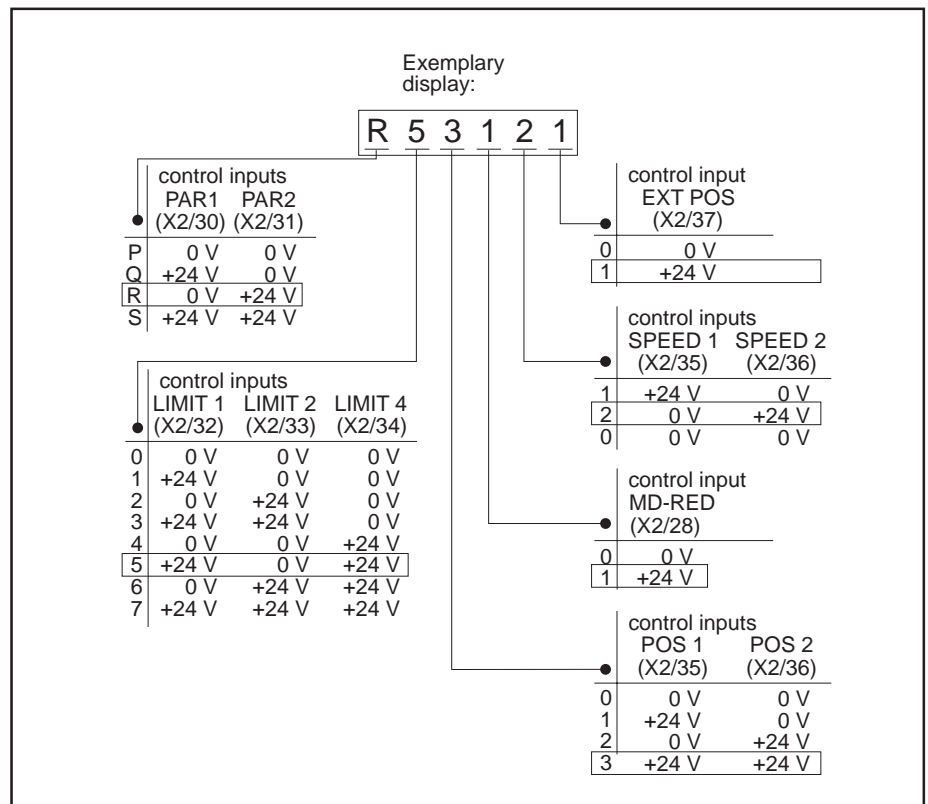 Exemplary
display:
R 5 3 1 2 1
control inputs
PAR1 PAR2
(X2/30) (X2/31)
P 0 V 0 V
Q +24 V 0 V
R 0 V +24 V
S +24 V +24 V
control inputs
LIMIT 1 LIMIT 2 LIMIT 4
(X2/32) (X2/33) (X2/34)
0 0 V 0 V 0 V
1 +24 V 0 V 0 V
2 0 V +24 V 0 V
3 +24 V +24 V 0 V
4 0 V 0 V +24 V
5 +24 V 0 V +24 V
6 0 V +24 V +24 V
7 +24 V +24 V +24 V
control input
EXT POS
(X2/37)
0 0 V
1 +24 V
control inputs
SPEED 1 SPEED 2
(X2/35) (X2/36)
1 +24 V 0 V
2 0 V +24 V
0 0 V 0 V
control input
MD-RED
(X2/28)
0 0 V
1 +24 V
control inputs
POS 1 POS 2
(X2/35) (X2/36)
0 0 V 0 V
1 +24 V 0 V
2 0 V +24 V
3 +24 V +24 V